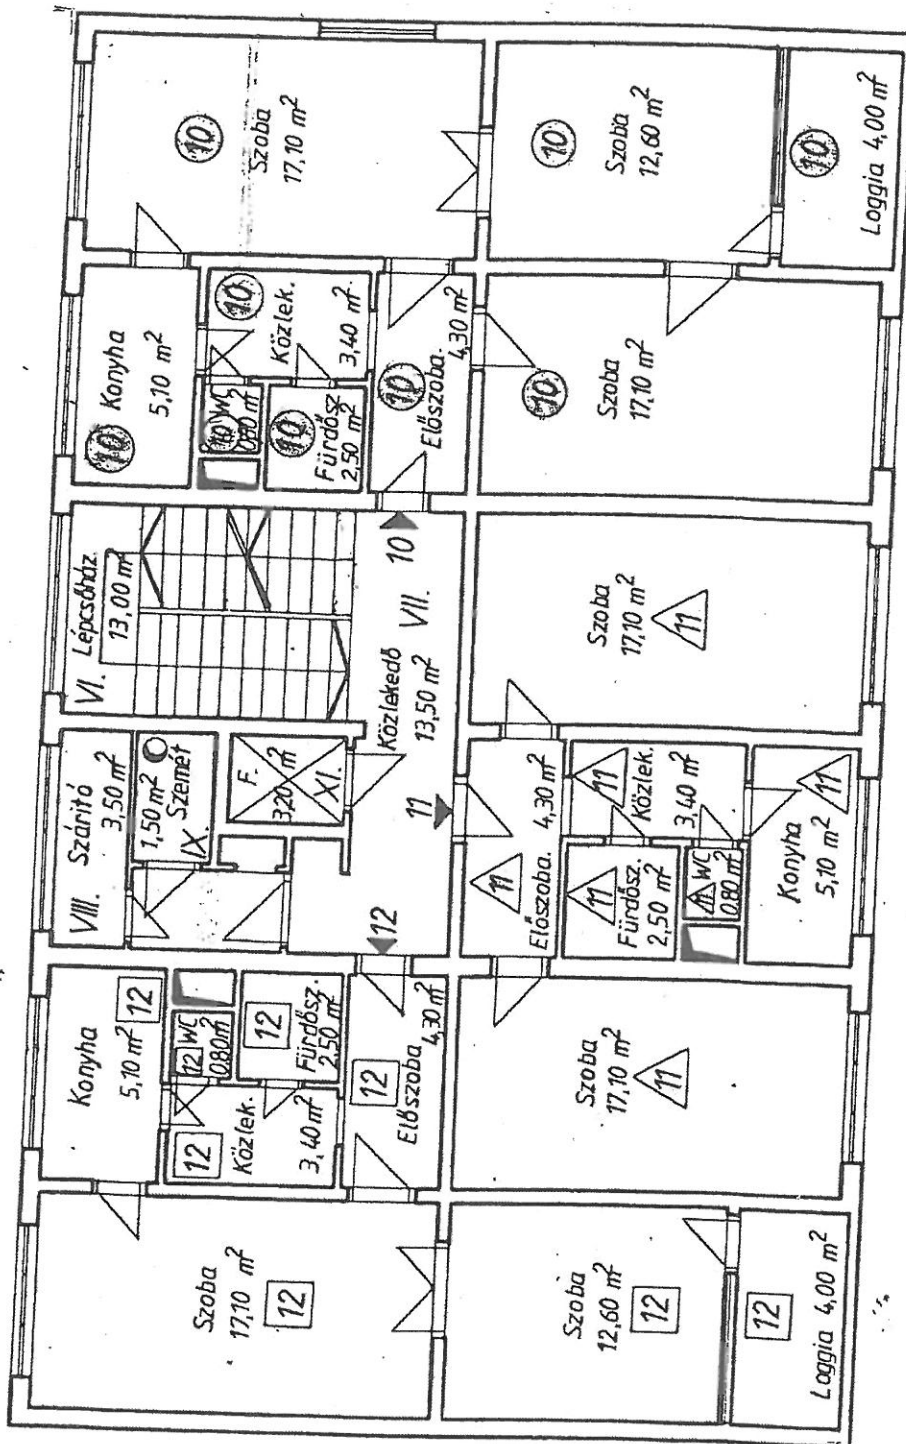 10
Szoba
17,10 m²
10
Szoba
12,60 m²
10
Loggia 4,00 m²
10
Konyha
5,10 m²
10
Közlek.
3,40 m²
10
WC
0,80 m²
10
Fürdősz
2,50 m²
10
Előszoba.
4,30 m²
10
Szoba
17,10 m²
VI.
Lépcsőház.
13,00 m²
10
VII.
Közlekedő
13,50 m²
Szoba
17,10 m²
11
VIII.
Szárító
3,50 m²
1,50 m²
Szemét
IX.
F.
3,20 m²
XI.
11
12
11
Előszoba.
4,30 m²
11
Közlek.
3,40 m²
11
Fürdősz.
2,50 m²
11
WC
0,80 m²
11
Konyha
5,10 m²
Konyha
5,10 m²
12
12
WC
0,80 m²
12
Fürdősz.
2,50 m²
12
Előszoba
4,30 m²
12
Közlek.
3,40 m²
Szoba
17,10 m²
11
Szoba
17,10 m²
12
Szoba
12,60 m²
12
12
Loggia 4,00 m²